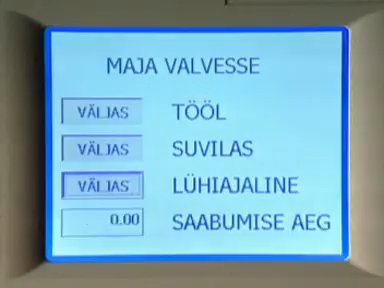 MAJA VALVESSE
VÄLJAS TÖÖL
VÄLJAS SUVILAS
VÄLJAS LÜHIAJALINE
0.00 SAABUMISE AEG